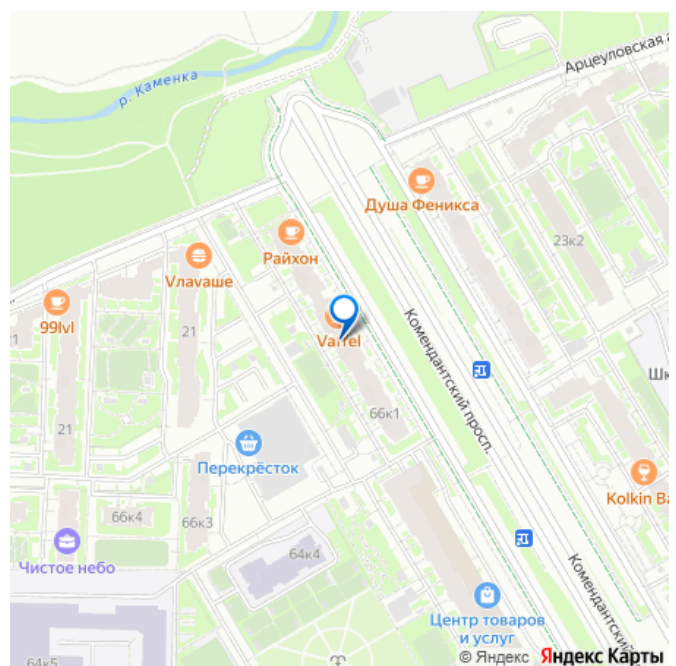 р. Каменка
Арцеуловская а
Душа Феникса
23к2
Райхон
Vлаvаше
99lvl
21
21
21
Комендантский просп.
Шк
66к1
Перекрёсток
Kolkin Ba
66к4
66к3
Чистое небо
64к4
Комендантский
Центр товаров
и услуг
64к5
© Яндекс Яндекс Карты